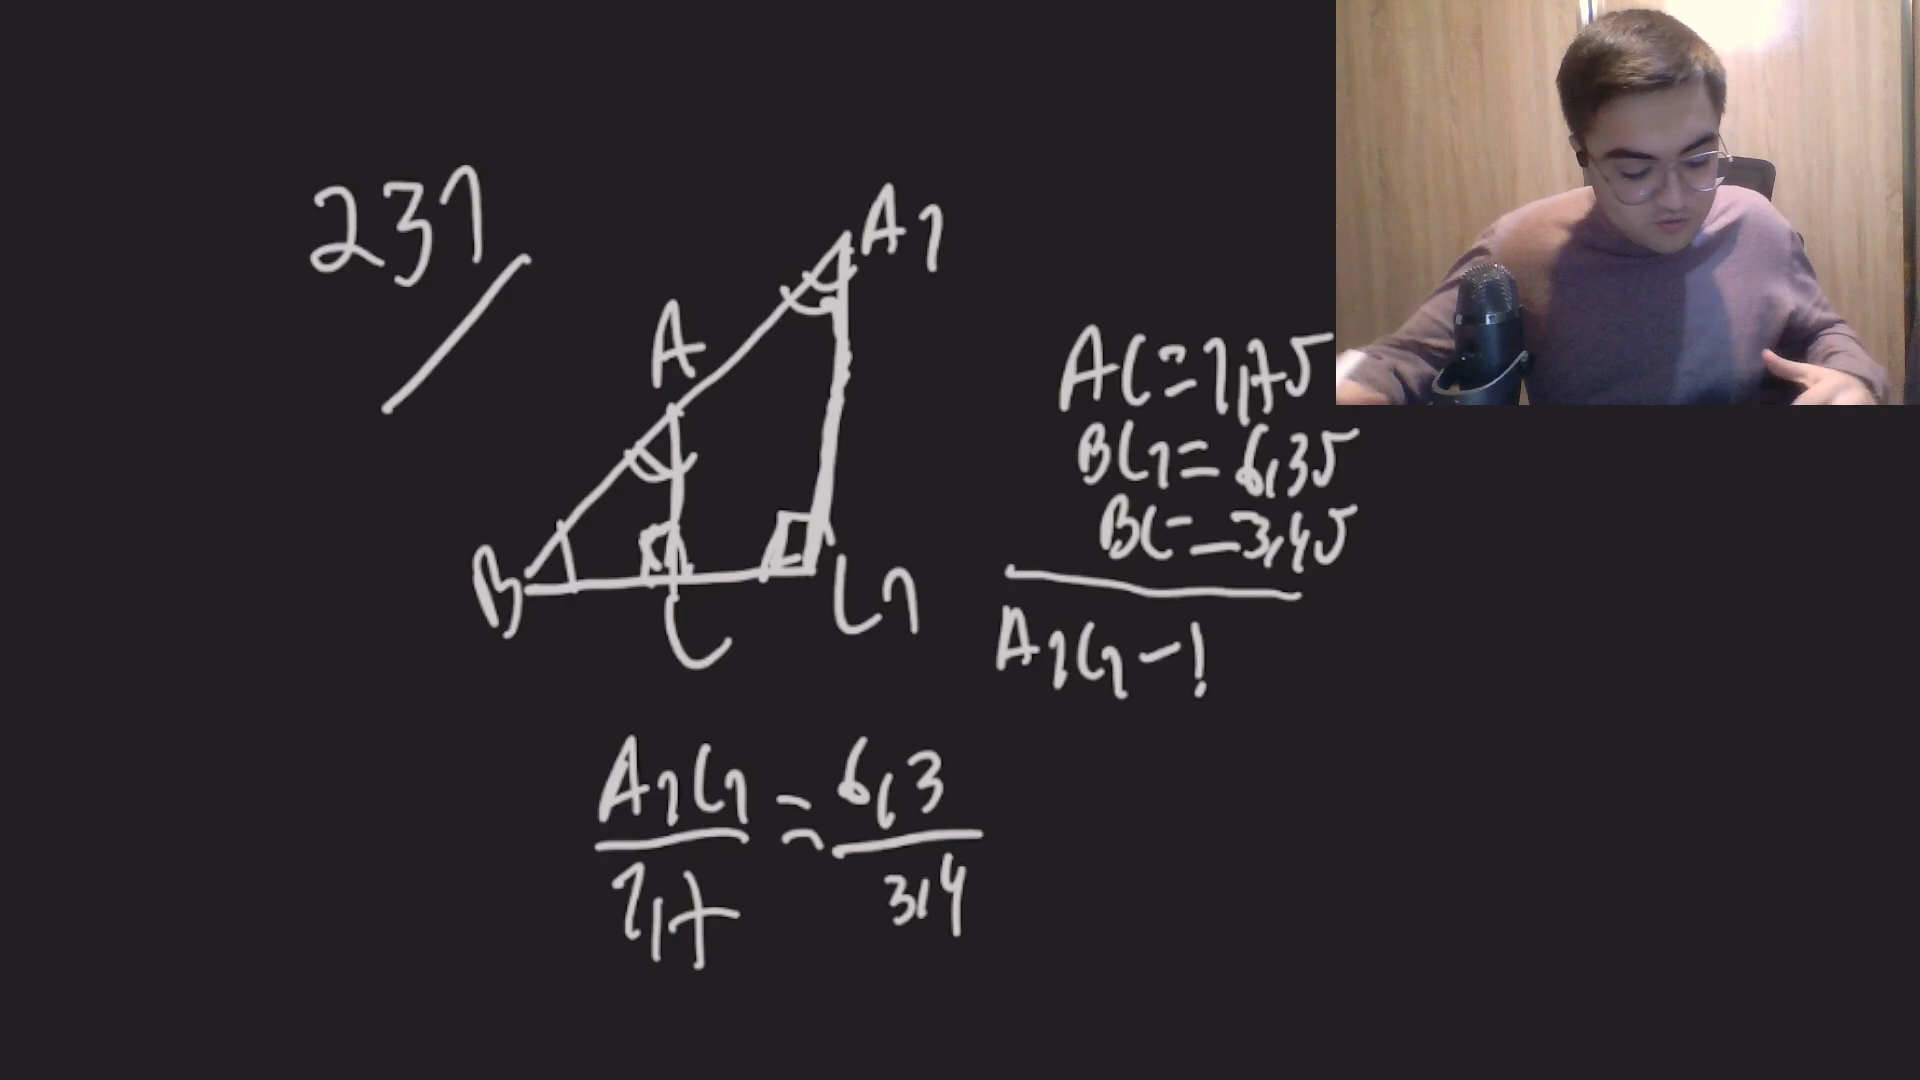 231
A1
A
B
C
C1
AC=1,75
BC1=6,35
BC=3,45
A1C1-!
A1C1/1,7 = 6,3/3,4